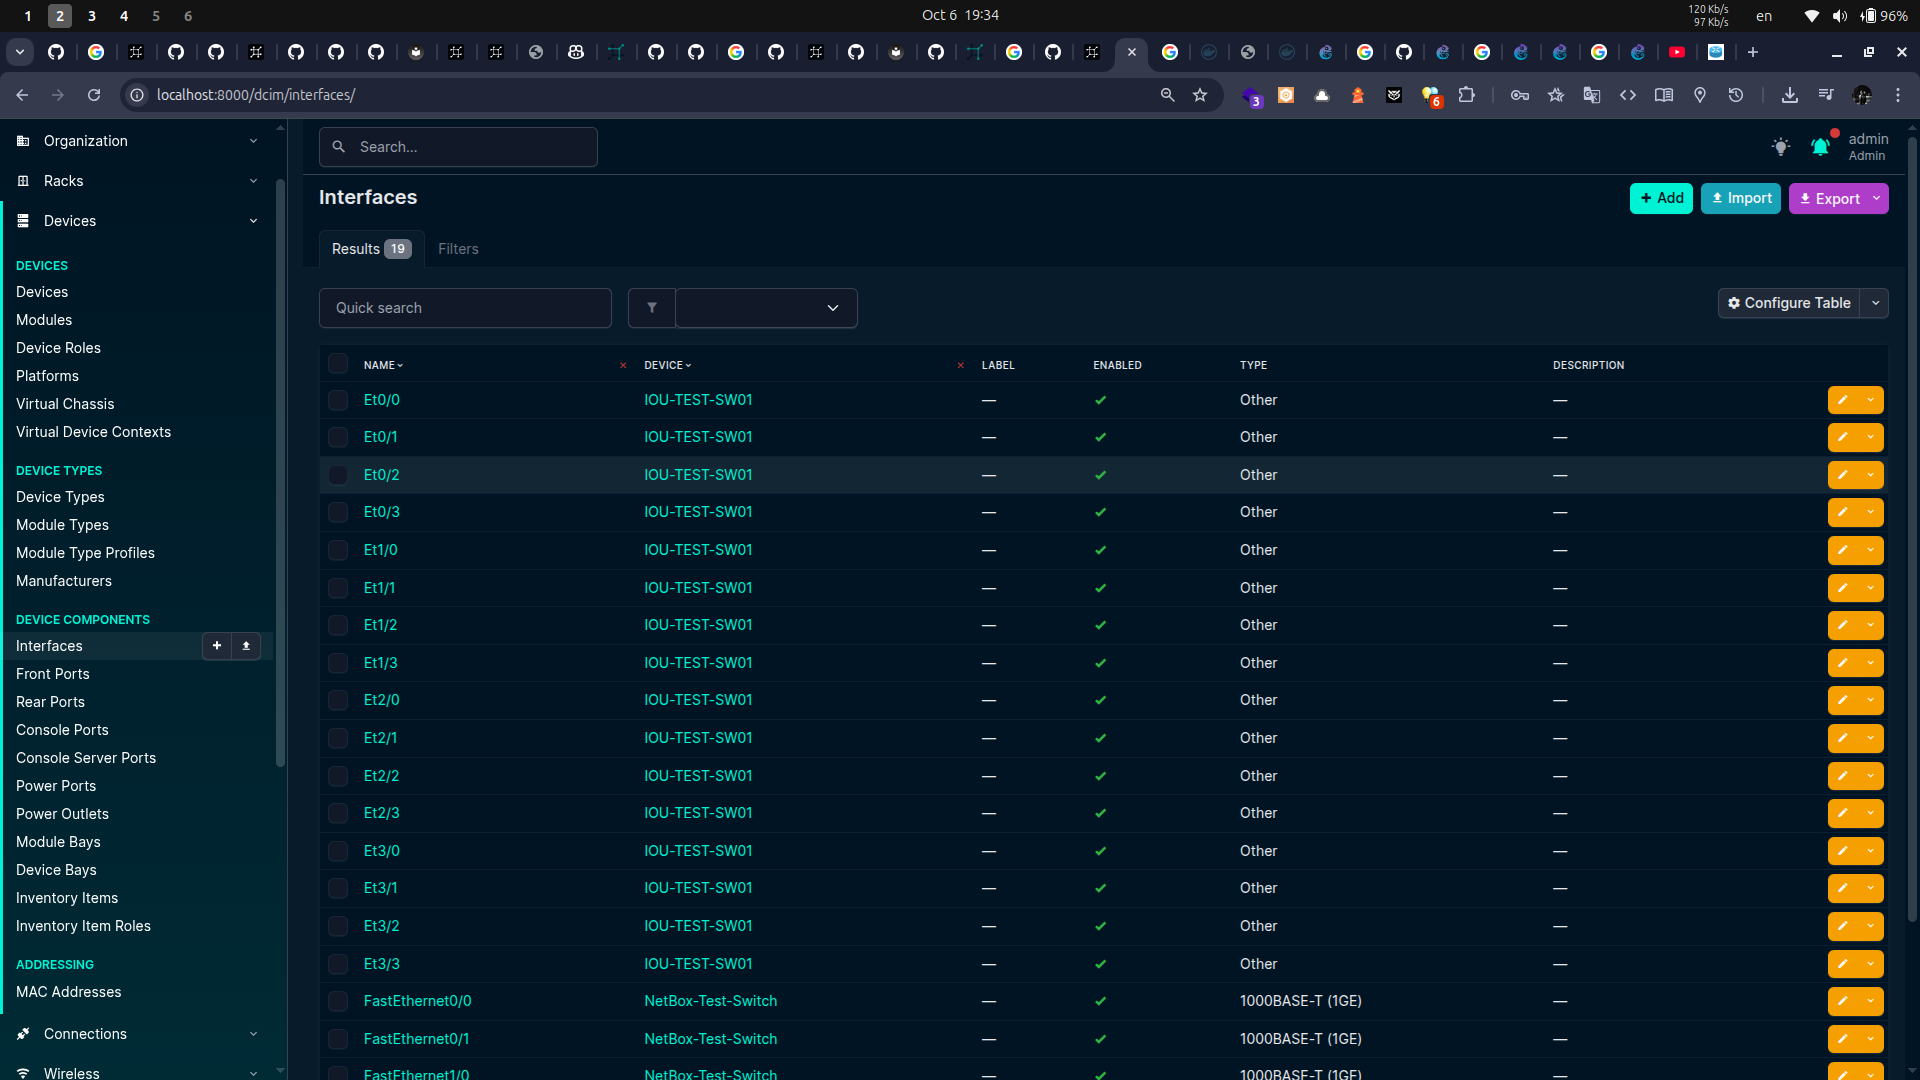 1 2 3 4 5 6
Oct 6 19:34
120 Kb/s
97 Kb/s
en
96%
localhost:8000/dcim/interfaces/
3
6
Organization
Racks
Devices
DEVICES
Devices
Modules
Device Roles
Platforms
Virtual Chassis
Virtual Device Contexts
DEVICE TYPES
Device Types
Module Types
Module Type Profiles
Manufacturers
DEVICE COMPONENTS
Interfaces
Front Ports
Rear Ports
Console Ports
Console Server Ports
Power Ports
Power Outlets
Module Bays
Device Bays
Inventory Items
Inventory Item Roles
ADDRESSING
MAC Addresses
Connections
Wireless
Search...
admin
Admin
Interfaces
Add
Import
Export
Results 19
Filters
Quick search
Configure Table
NAME DEVICE LABEL ENABLED TYPE DESCRIPTION
Et0/0 IOU-TEST-SW01 — Other —
Et0/1 IOU-TEST-SW01 — Other —
Et0/2 IOU-TEST-SW01 — Other —
Et0/3 IOU-TEST-SW01 — Other —
Et1/0 IOU-TEST-SW01 — Other —
Et1/1 IOU-TEST-SW01 — Other —
Et1/2 IOU-TEST-SW01 — Other —
Et1/3 IOU-TEST-SW01 — Other —
Et2/0 IOU-TEST-SW01 — Other —
Et2/1 IOU-TEST-SW01 — Other —
Et2/2 IOU-TEST-SW01 — Other —
Et2/3 IOU-TEST-SW01 — Other —
Et3/0 IOU-TEST-SW01 — Other —
Et3/1 IOU-TEST-SW01 — Other —
Et3/2 IOU-TEST-SW01 — Other —
Et3/3 IOU-TEST-SW01 — Other —
FastEthernet0/0 NetBox-Test-Switch — 1000BASE-T (1GE) —
FastEthernet0/1 NetBox-Test-Switch — 1000BASE-T (1GE) —
FastEthernet1/0 NetBox-Test-Switch — 1000BASE-T (1GE) —